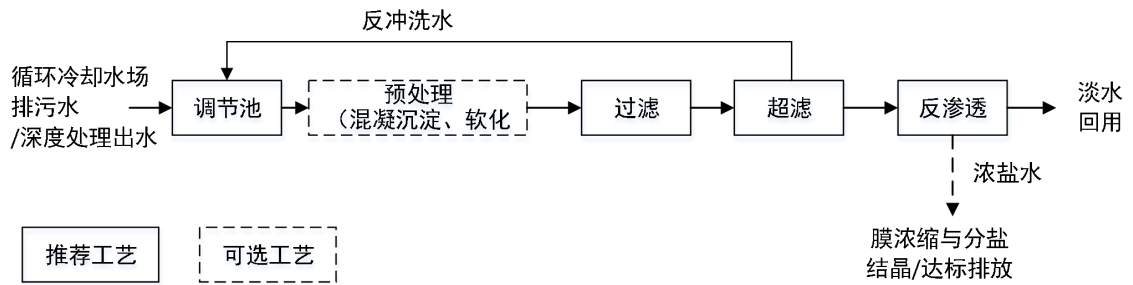 反冲洗水
循环冷却水场
排污水
/深度处理出水
调节池
预处理
（混凝沉淀、软化
过滤
超滤
反渗透
淡水
回用
浓盐水
膜浓缩与分盐
结晶/达标排放
推荐工艺
可选工艺